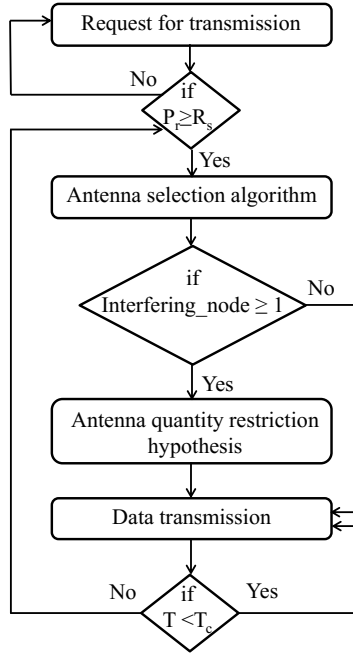 Request for transmission
No
if
P_r≥R_s
Yes
Antenna selection algorithm
if
Interfering_node ≥ 1
No
Yes
Antenna quantity restriction
hypothesis
Data transmission
No
if
T <T_c
Yes